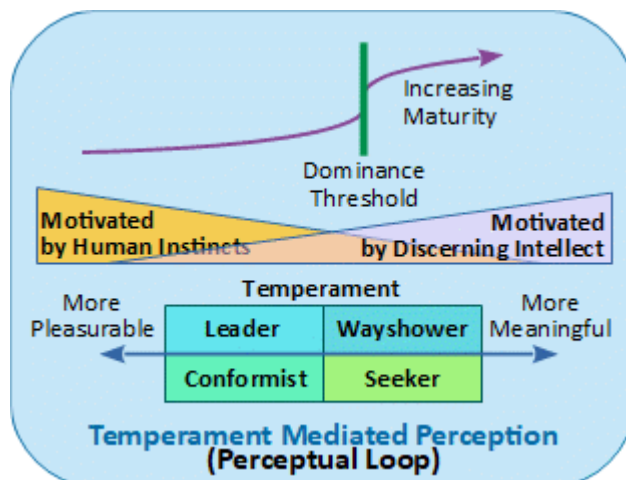 Increasing
Maturity
Dominance
Threshold
Motivated
by Human Instincts
Motivated
by Discerning Intellect
Temperament
More
Pleasurable
Leader
Wayshower
More
Meaningful
Conformist
Seeker
Temperament Mediated Perception
(Perceptual Loop)